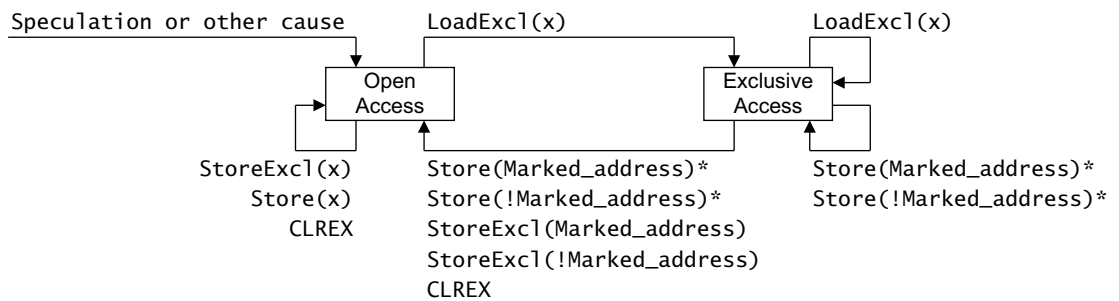 Speculation or other cause
LoadExcl(x)
LoadExcl(x)
Open
Access
Exclusive
Access
StoreExcl(x)
Store(x)
CLREX
Store(Marked_address)*
Store(!Marked_address)*
StoreExcl(Marked_address)
StoreExcl(!Marked_address)
CLREX
Store(Marked_address)*
Store(!Marked_address)*